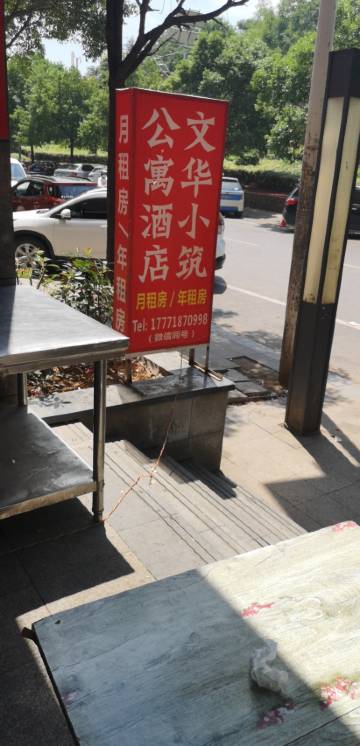 文华小筑
公寓酒店
月租房/年租房
Tel: 17771870998
(微信同号)
月租房/年租房